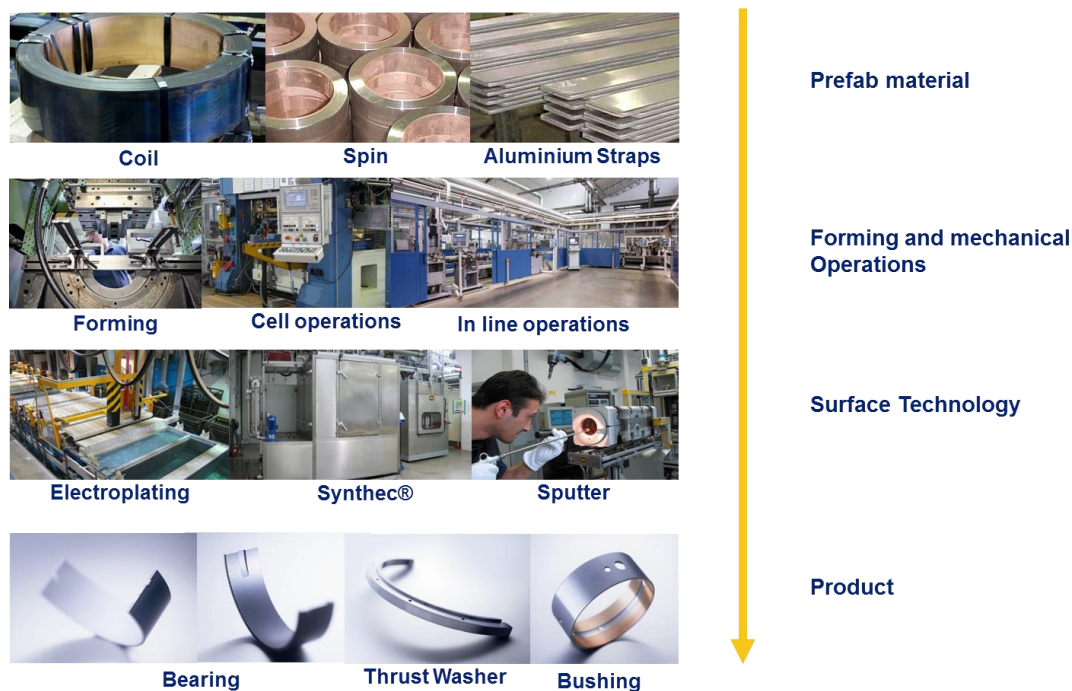 Prefab material
Coil
Spin
Aluminium Straps
Forming and mechanical
Operations
Forming
Cell operations
In line operations
Surface Technology
Electroplating
Synthec®
Sputter
Product
Bearing
Thrust Washer
Bushing